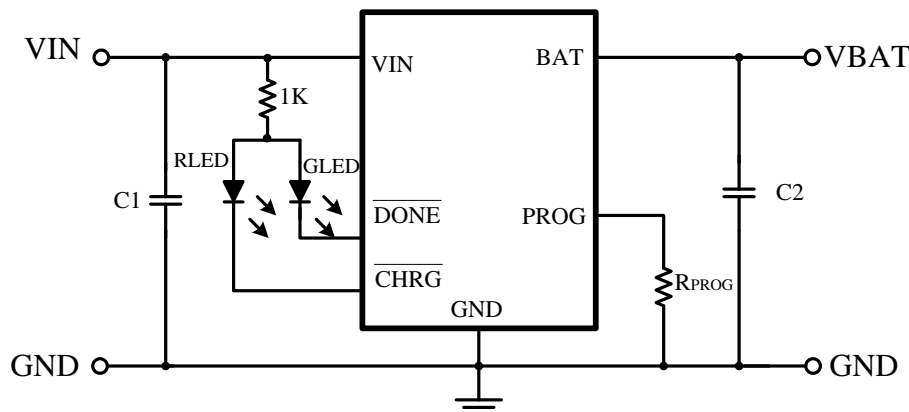 VIN
VIN
BAT
VBAT
1K
RLED
GLED
C1
DONE
PROG
C2
CHRG
RPROG
GND
GND
GND